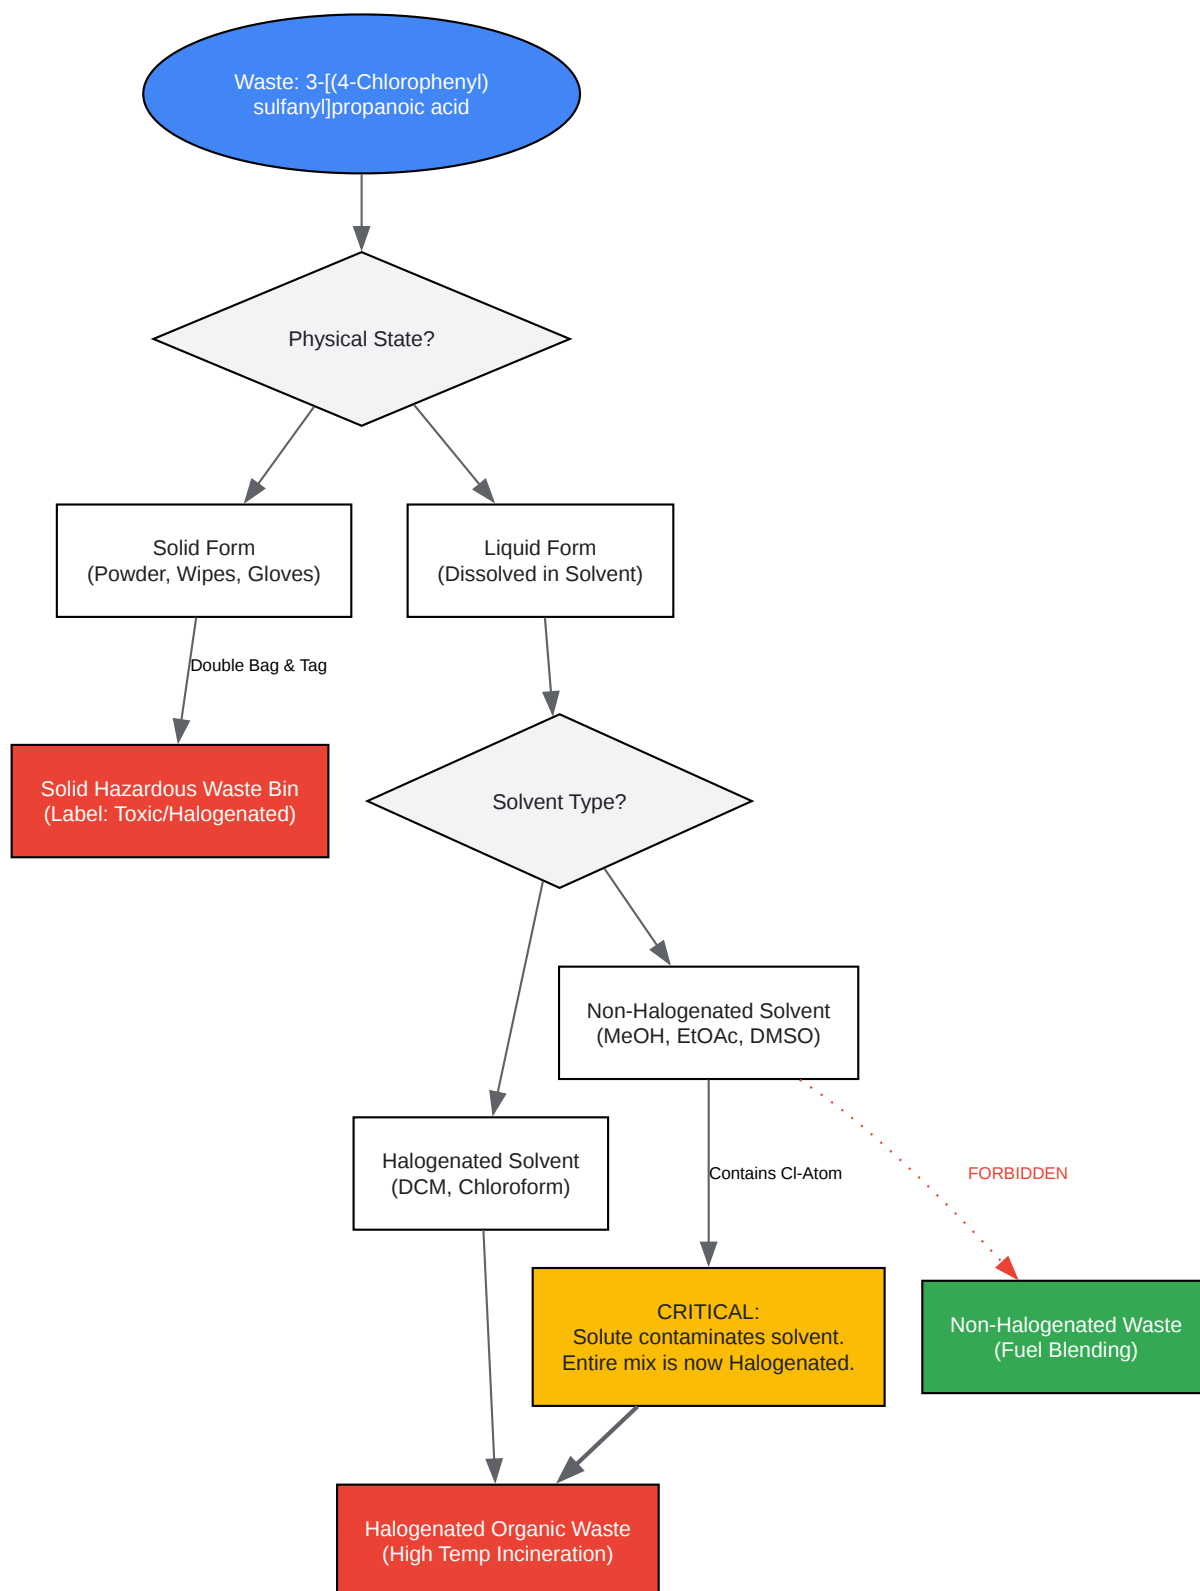 Waste: 3-[(4-Chlorophenyl)
sulfanyl]propanoic acid
Physical State?
Solid Form
(Powder, Wipes, Gloves)
Liquid Form
(Dissolved in Solvent)
Double Bag & Tag
Solid Hazardous Waste Bin
(Label: Toxic/Halogenated)
Solvent Type?
Non-Halogenated Solvent
(MeOH, EtOAc, DMSO)
Halogenated Solvent
(DCM, Chloroform)
Contains Cl-Atom
FORBIDDEN
CRITICAL:
Solute contaminates solvent.
Entire mix is now Halogenated.
Non-Halogenated Waste
(Fuel Blending)
Halogenated Organic Waste
(High Temp Incineration)